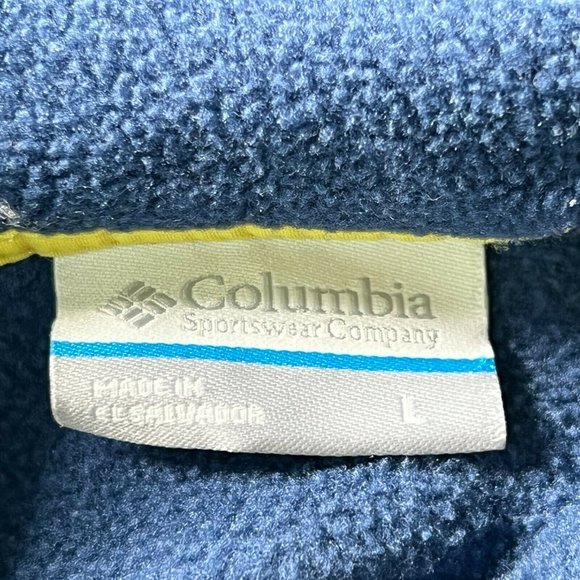 Columbia
Sportswear Company
MADE IN
EL SALVADOR
L